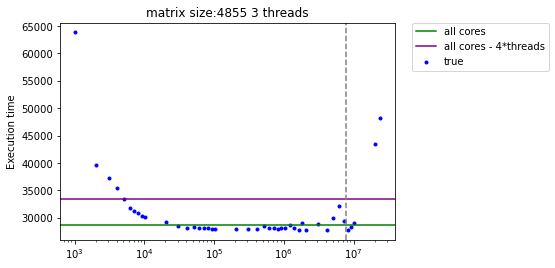 matrix size:4855 3 threads
Execution time
65000
60000
55000
50000
45000
40000
35000
30000
10³
10⁴
10⁵
10⁶
10⁷
all cores
all cores - 4*threads
true